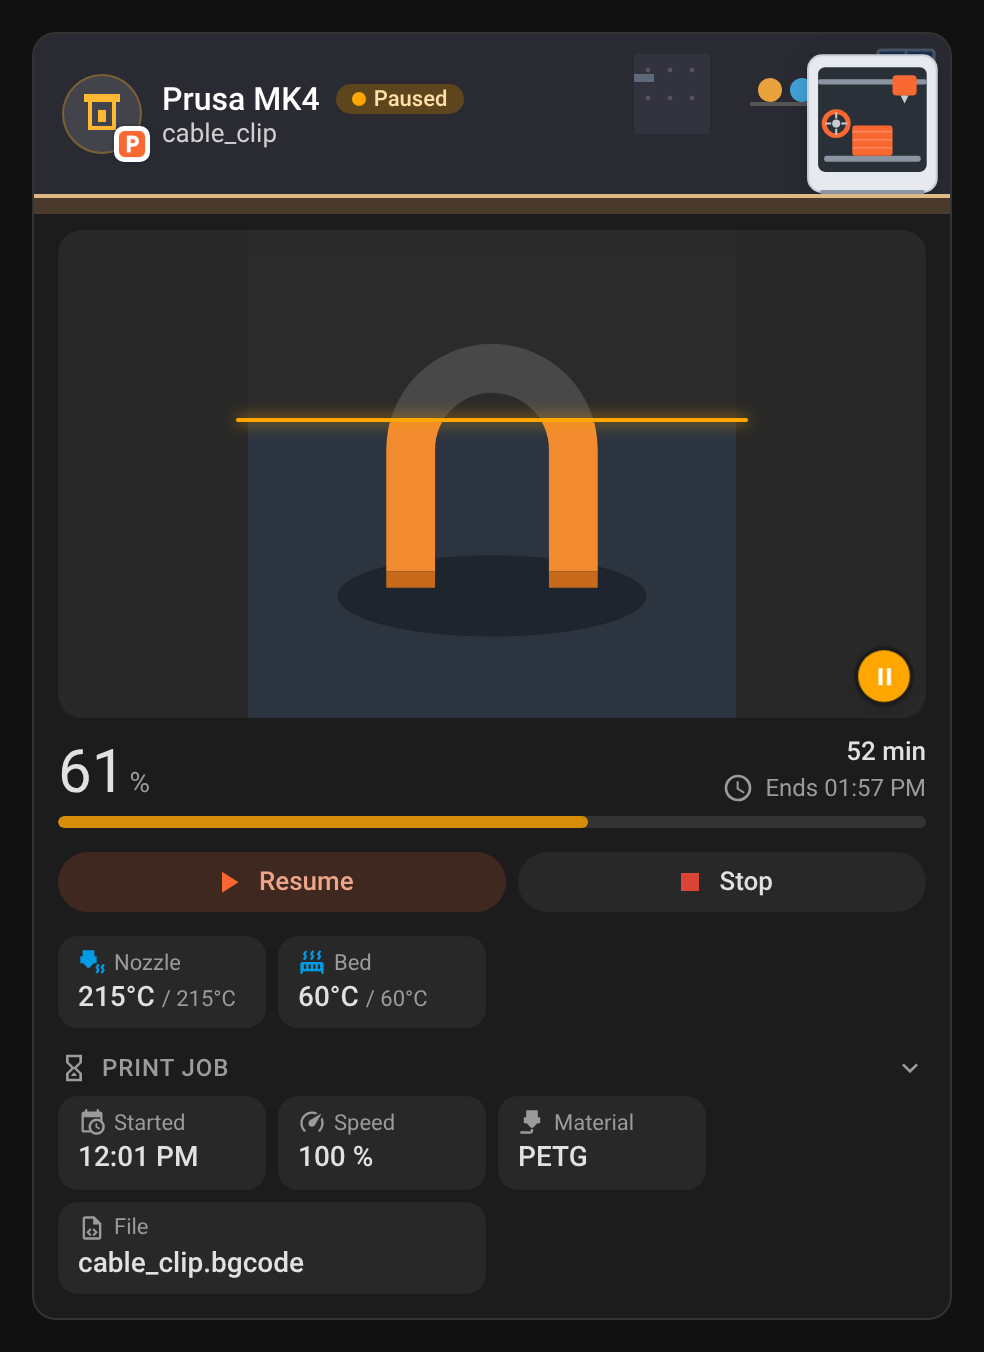 Prusa MK4
Paused
cable_clip
P
61 %
52 min
Ends 01:57 PM
Resume
Stop
Nozzle
215°C / 215°C
Bed
60°C / 60°C
PRINT JOB
Started
12:01 PM
Speed
100 %
Material
PETG
File
cable_clip.bgcode